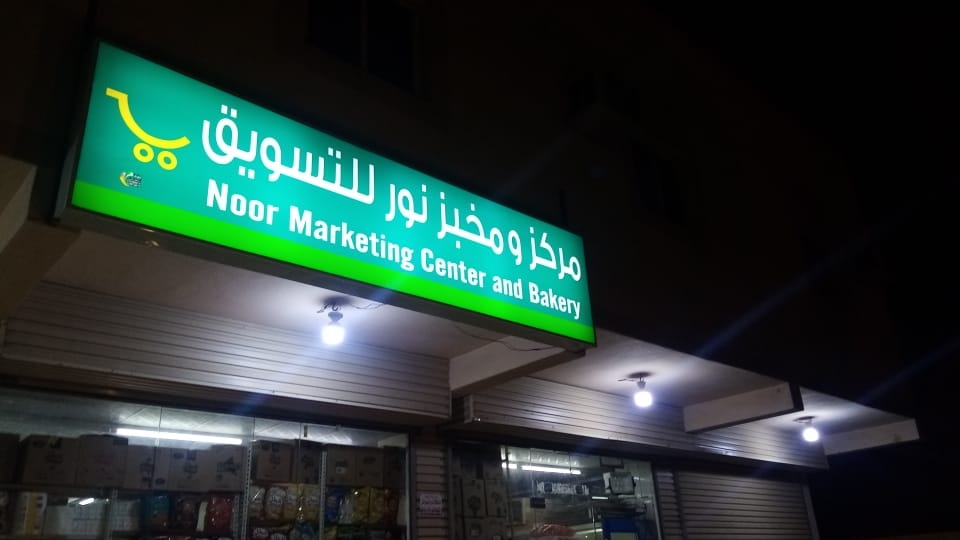 مركز ومخبز نور للتسويق
Noor Marketing Center and Bakery